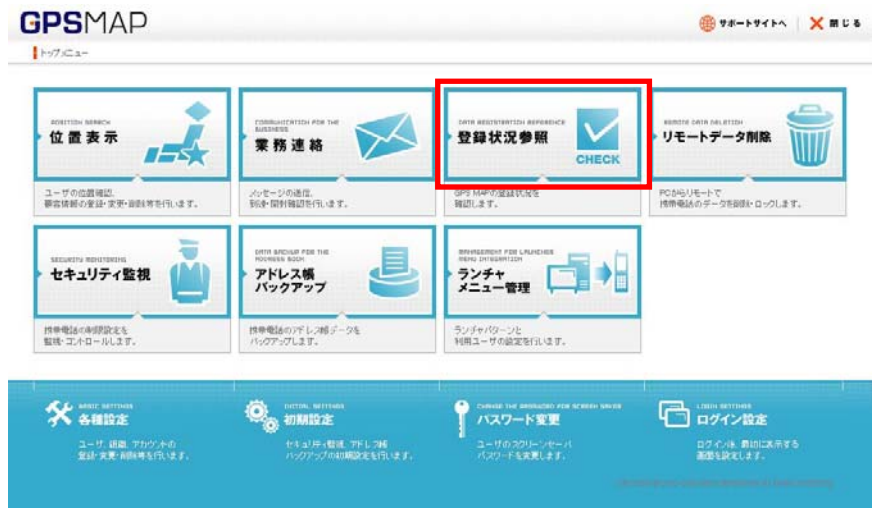 GPSMAP
サポートサイトへ
閉じる
トップメニュー
POSITION SEARCH
位置表示
ユーザの位置確認、
顧客情報の登録・変更・削除等を行います。
COMMUNICATION FOR THE
BUSINESS
業務連絡
メッセージの送信、
到達・開封確認を行います。
DATA REGISTRATION REFERENCE
登録状況参照
CHECK
GPS MAPの登録状況を
確認します。
REMOTE DATA DELETION
リモートデータ削除
PCからリモートで
携帯電話のデータを削除・ロックします。
SECURITY MONITORING
セキュリティ監視
携帯電話の制限設定を
監視・コントロールします。
DATA BACKUP FOR THE
ADDRESS BOOK
アドレス帳
バックアップ
携帯電話のアドレス帳データを
バックアップします。
MANAGEMENT FOR LAUNCHER
MENU INTEGRATION
ランチャ
メニュー管理
ランチャパターンと
利用ユーザの設定を行います。
BASIC SETTINGS
各種設定
ユーザ、組織、アカウントの
登録・変更・削除等を行います。
INITIAL SETTINGS
初期設定
セキュリティ監視、アドレス帳
バックアップの初期設定を行います。
CHANGE THE PASSWORD FOR SCREEN SAVER
パスワード変更
ユーザのスクリーンセーバ
パスワードを変更します。
LOGIN SETTINGS
ログイン設定
ログイン後、最初に表示する
画面を設定します。